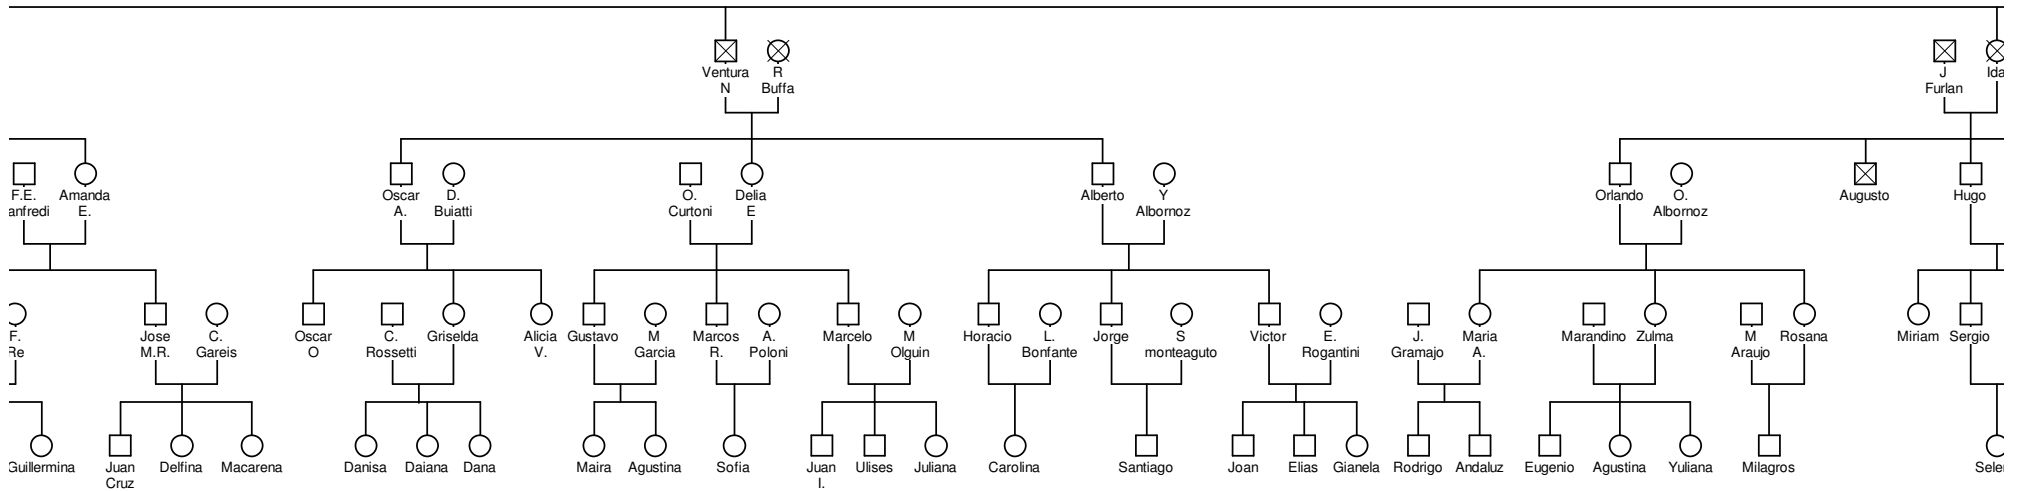 Ventura
N
R
Buffa
J
Furlan
Ida
F.E.
anfredi
Amanda
E.
Oscar
A.
D.
Buiatti
O.
Curtoni
Delia
E
Alberto
Y
Albornoz
Orlando
O.
Albornoz
Augusto
Hugo
F.
Re
Jose
M.R.
C.
Gareis
Oscar
O
C.
Rossetti
Griselda
Alicia
V.
Gustavo
M
Garcia
Marcos
R.
A.
Poloni
Marcelo
M
Olguin
Horacio
L.
Bonfante
Jorge
S
monteaguto
Victor
E.
Rogantini
J.
Gramajo
Maria
A.
Marandino
Zulma
M
Araujo
Rosana
Miriam
Sergio
Guillermina
Juan
Cruz
Delfina
Macarena
Danisa
Daiana
Dana
Maira
Agustina
Sofia
Juan
I.
Ulises
Juliana
Carolina
Santiago
Joan
Elias
Gianela
Rodrigo
Andaluz
Eugenio
Agustina
Yuliana
Milagros
Sele